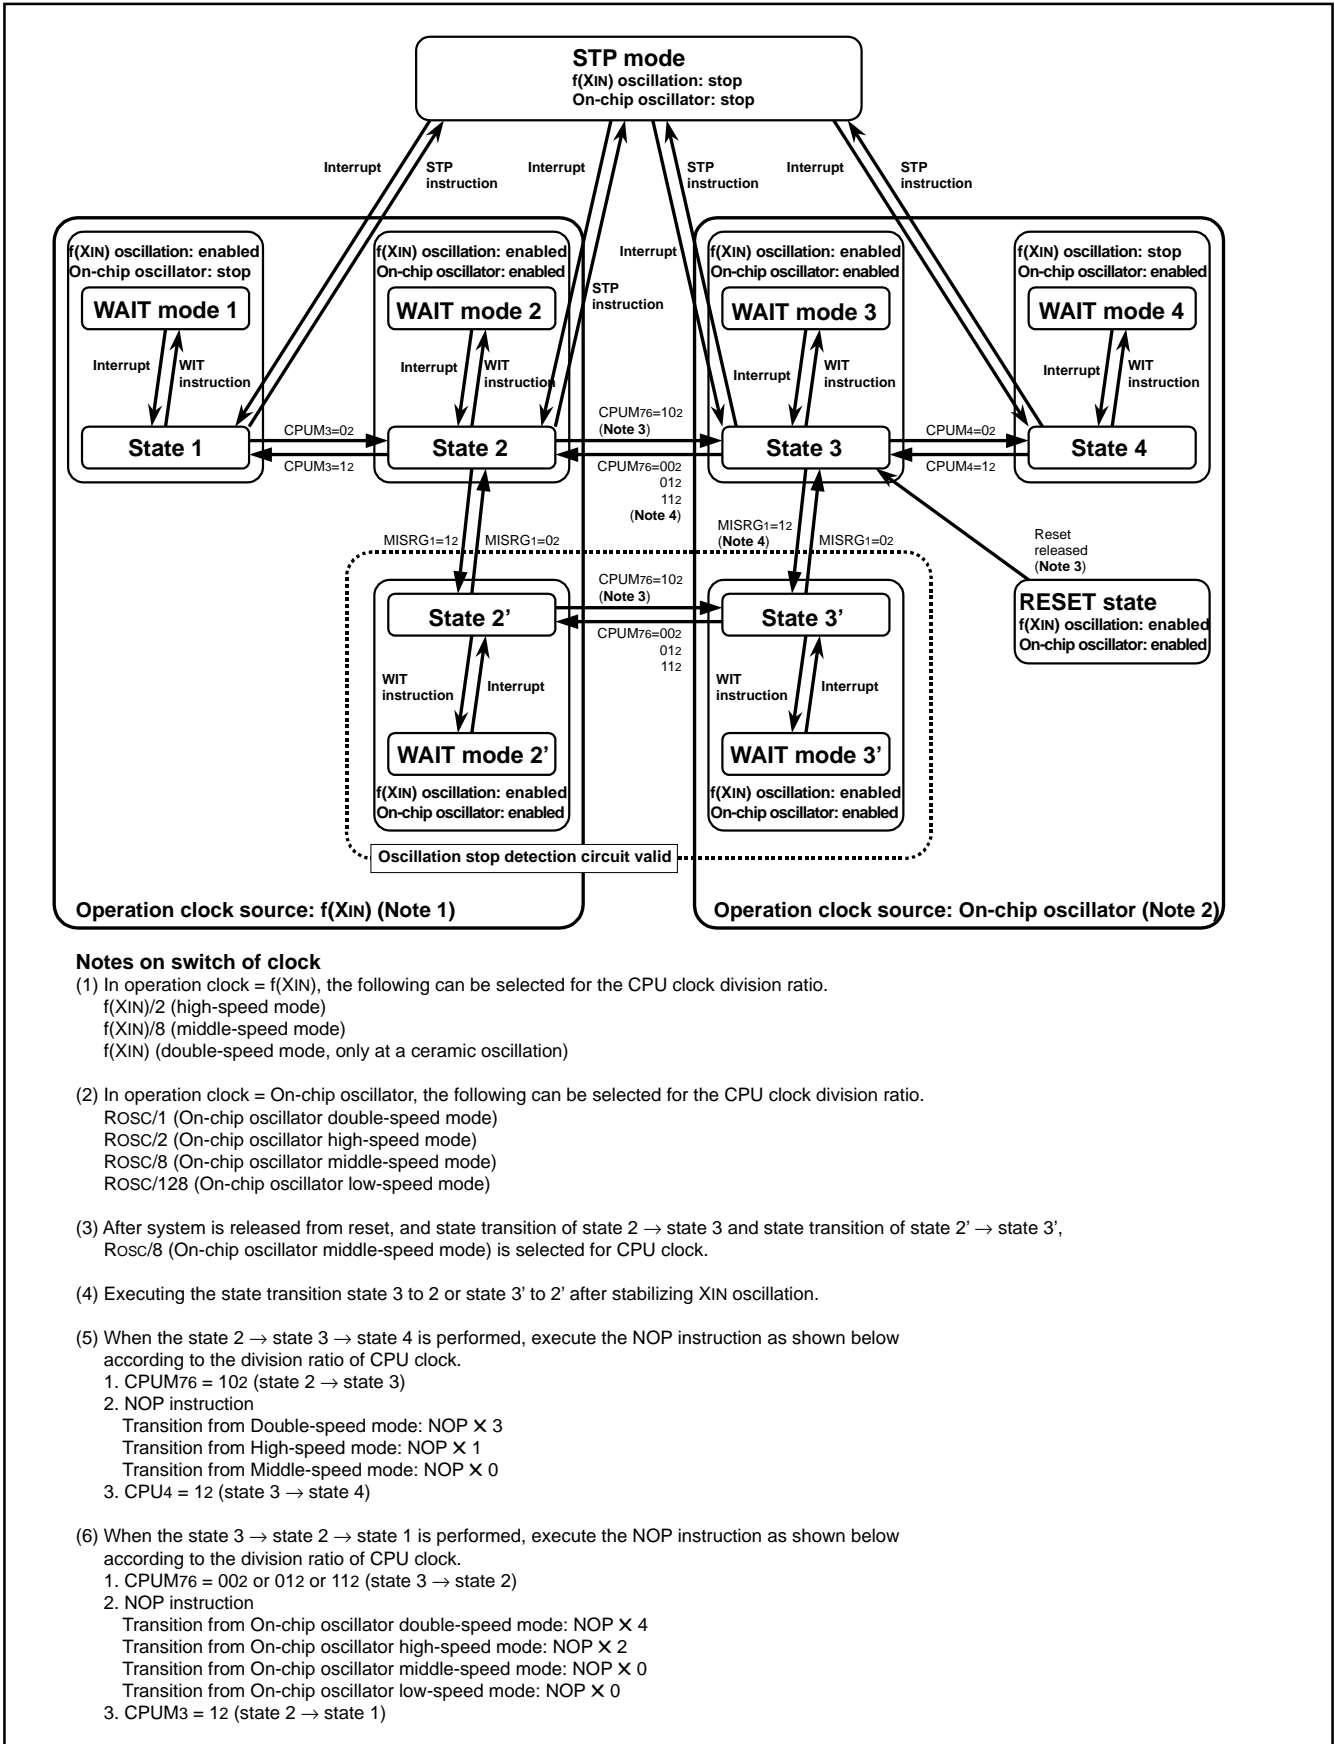 STP mode
f(XIN) oscillation: stop
On-chip oscillator: stop
Interrupt
STP
instruction
Interrupt
STP
instruction
Interrupt
STP
instruction
Interrupt
STP
instruction
f(XIN) oscillation: enabled
On-chip oscillator: stop
WAIT mode 1
Interrupt
WIT
instruction
State 1
CPUM3=02
CPUM3=12
f(XIN) oscillation: enabled
On-chip oscillator: enabled
WAIT mode 2
Interrupt
WIT
instruction
State 2
CPUM76=102
(Note 3)
CPUM76=002
012
112
(Note 4)
f(XIN) oscillation: enabled
On-chip oscillator: enabled
WAIT mode 3
Interrupt
WIT
instruction
State 3
CPUM4=02
CPUM4=12
f(XIN) oscillation: stop
On-chip oscillator: enabled
WAIT mode 4
Interrupt
WIT
instruction
State 4
MISRG1=12
MISRG1=02
MISRG1=12
(Note 4)
MISRG1=02
Reset
released
(Note 3)
RESET state
f(XIN) oscillation: enabled
On-chip oscillator: enabled
State 2’
CPUM76=102
(Note 3)
CPUM76=002
012
112
State 3’
WIT
instruction
Interrupt
WIT
instruction
Interrupt
WAIT mode 2’
f(XIN) oscillation: enabled
On-chip oscillator: enabled
WAIT mode 3’
f(XIN) oscillation: enabled
On-chip oscillator: enabled
Oscillation stop detection circuit valid
Operation clock source: f(XIN) (Note 1)
Operation clock source: On-chip oscillator (Note 2)
Notes on switch of clock
(1) In operation clock = f(XIN), the following can be selected for the CPU clock division ratio.
f(XIN)/2 (high-speed mode)
f(XIN)/8 (middle-speed mode)
f(XIN) (double-speed mode, only at a ceramic oscillation)
(2) In operation clock = On-chip oscillator, the following can be selected for the CPU clock division ratio.
ROSC/1 (On-chip oscillator double-speed mode)
ROSC/2 (On-chip oscillator high-speed mode)
ROSC/8 (On-chip oscillator middle-speed mode)
ROSC/128 (On-chip oscillator low-speed mode)
(3) After system is released from reset, and state transition of state 2 → state 3 and state transition of state 2’ → state 3’,
ROSC/8 (On-chip oscillator middle-speed mode) is selected for CPU clock.
(4) Executing the state transition state 3 to 2 or state 3’ to 2’ after stabilizing XIN oscillation.
(5) When the state 2 → state 3 → state 4 is performed, execute the NOP instruction as shown below
according to the division ratio of CPU clock.
1. CPUM76 = 102 (state 2 → state 3)
2. NOP instruction
Transition from Double-speed mode: NOP ✕ 3
Transition from High-speed mode: NOP ✕ 1
Transition from Middle-speed mode: NOP ✕ 0
3. CPU4 = 12 (state 3 → state 4)
(6) When the state 3 → state 2 → state 1 is performed, execute the NOP instruction as shown below
according to the division ratio of CPU clock.
1. CPUM76 = 002 or 012 or 112 (state 3 → state 2)
2. NOP instruction
Transition from On-chip oscillator double-speed mode: NOP ✕ 4
Transition from On-chip oscillator high-speed mode: NOP ✕ 2
Transition from On-chip oscillator middle-speed mode: NOP ✕ 0
Transition from On-chip oscillator low-speed mode: NOP ✕ 0
3. CPUM3 = 12 (state 2 → state 1)